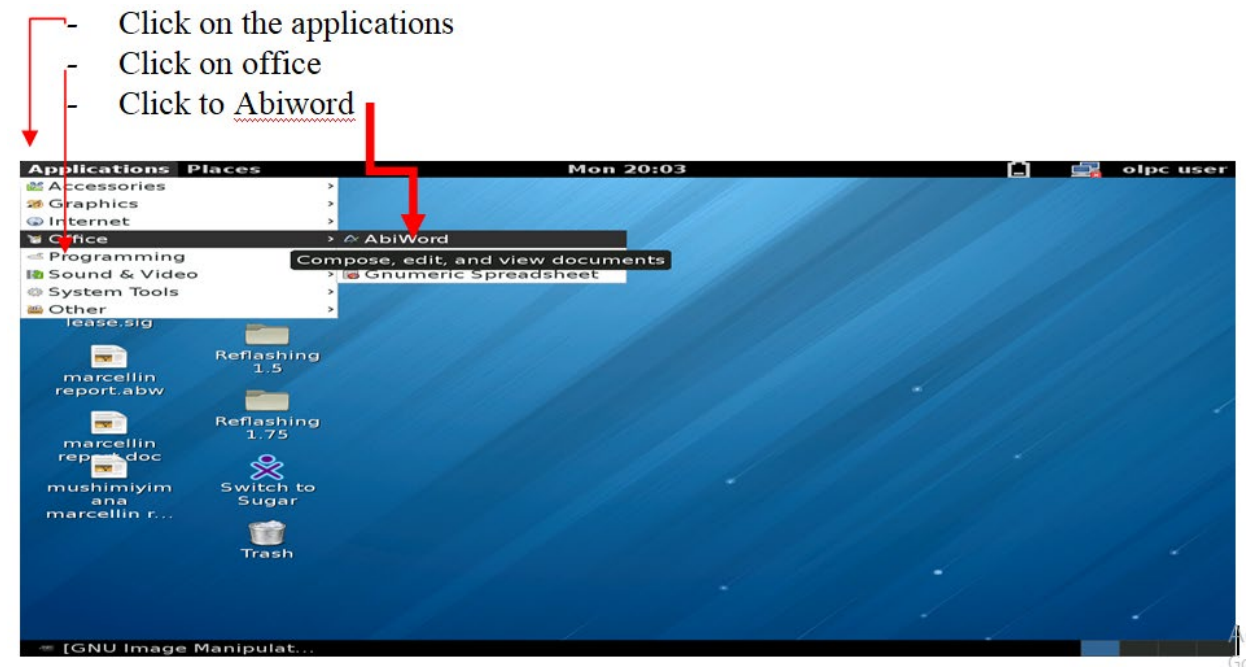 - Click on the applications
- Click on office
- Click to Abiword
Applications Places Mon 20:03 olpc user
Accessories
Graphics
Internet
Office > AbiWord
Programming
Compose, edit, and view documents
Sound & Video
Gnumeric Spreadsheet
System Tools
Other
lease.sig
Reflashing
1.5
marcellin
report.abw
Reflashing
1.75
marcellin
report.doc
Switch to
Sugar
mushimiyim
ana
marcellin r...
Trash
[GNU Image Manipulat...